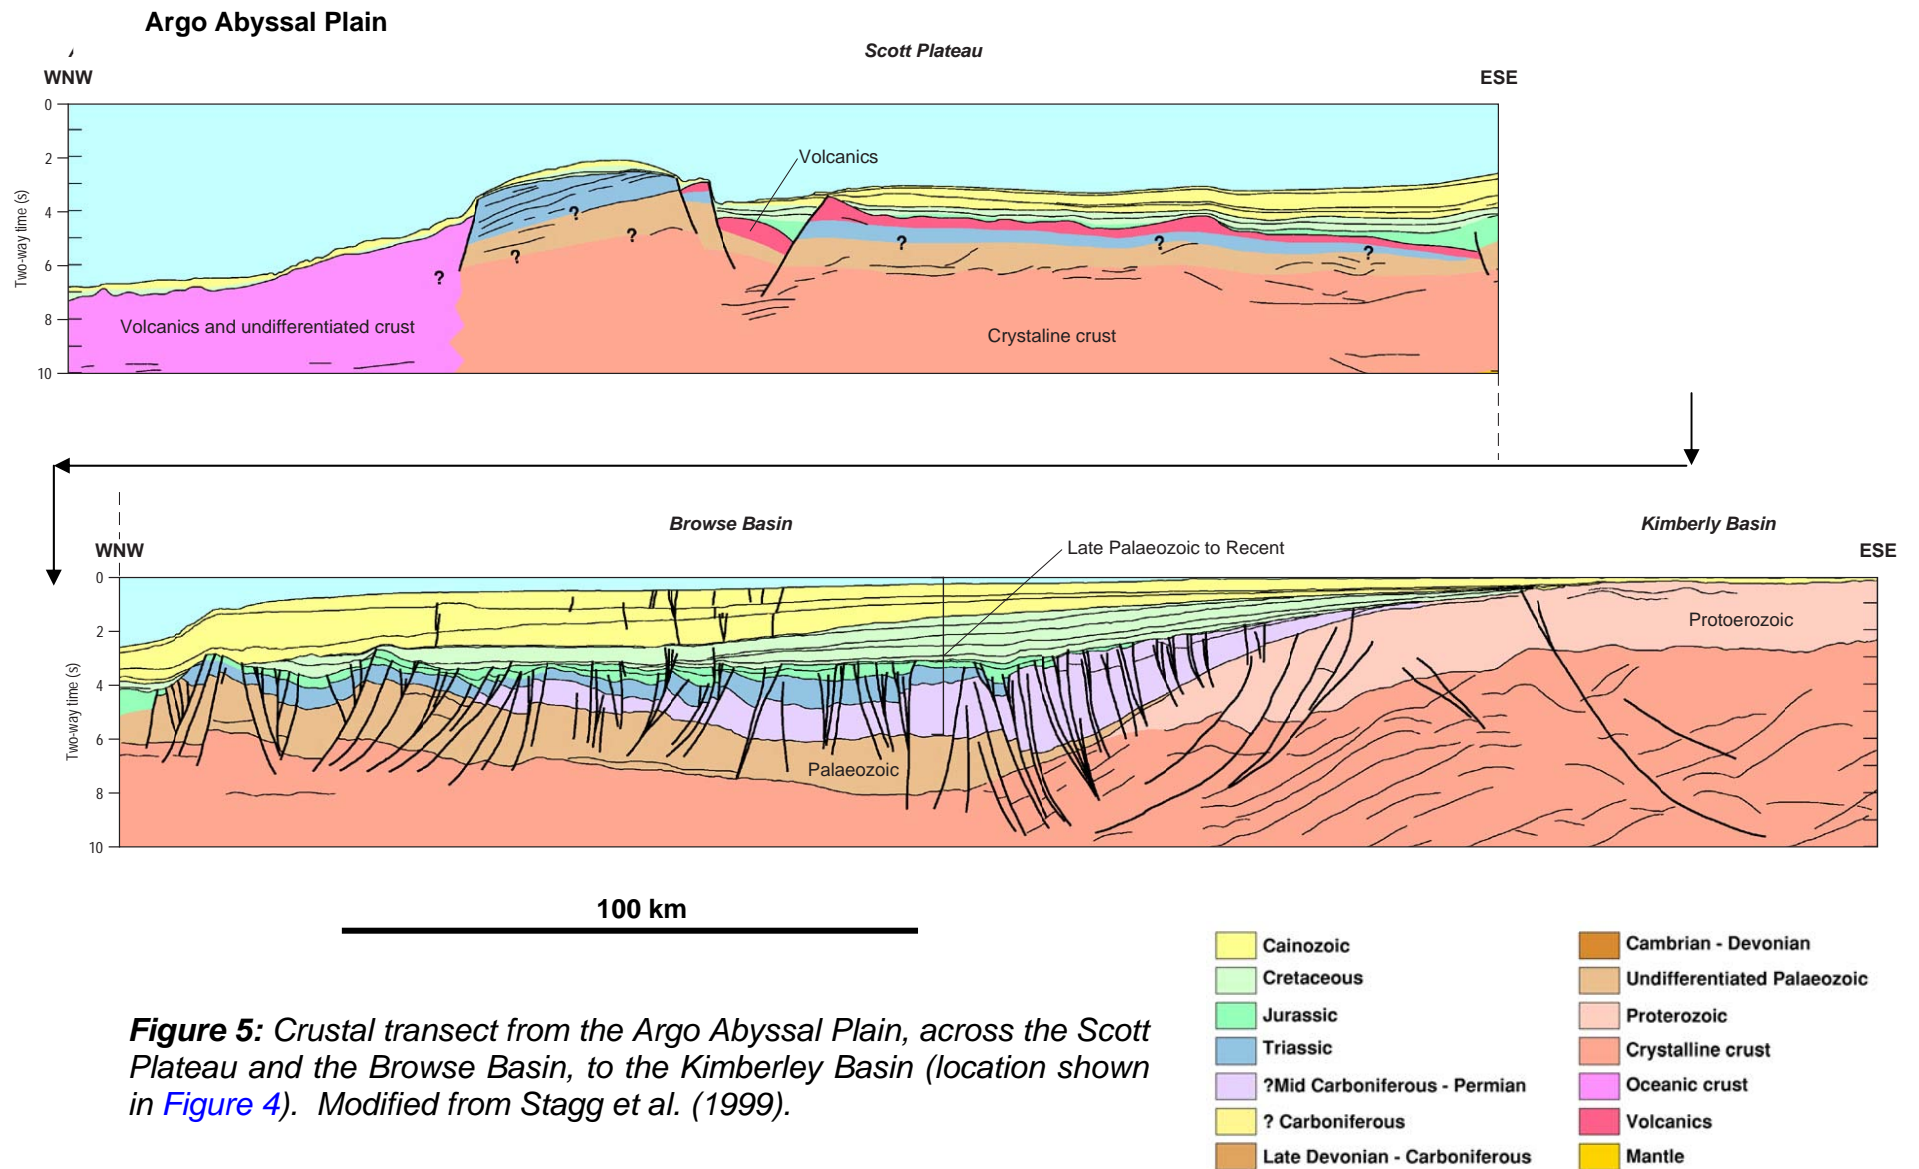 Argo Abyssal Plain
Scott Plateau
WNW
ESE
0
2
4
6
8
10
Two-way time (s)
Volcanics
?
?
?
?
?
?
?
Volcanics and undifferentiated crust
Crystaline crust
Browse Basin
Kimberly Basin
Late Palaeozoic to Recent
WNW
ESE
0
2
4
6
8
10
Two-way time (s)
Protoerozoic
Palaeozoic
100 km
Cainozoic
Cretaceous
Jurassic
Triassic
?Mid Carboniferous - Permian
? Carboniferous
Late Devonian - Carboniferous
Cambrian - Devonian
Undifferentiated Palaeozoic
Proterozoic
Crystalline crust
Oceanic crust
Volcanics
Mantle
Figure 5: Crustal transect from the Argo Abyssal Plain, across the Scott
Plateau and the Browse Basin, to the Kimberley Basin (location shown
in Figure 4). Modified from Stagg et al. (1999).